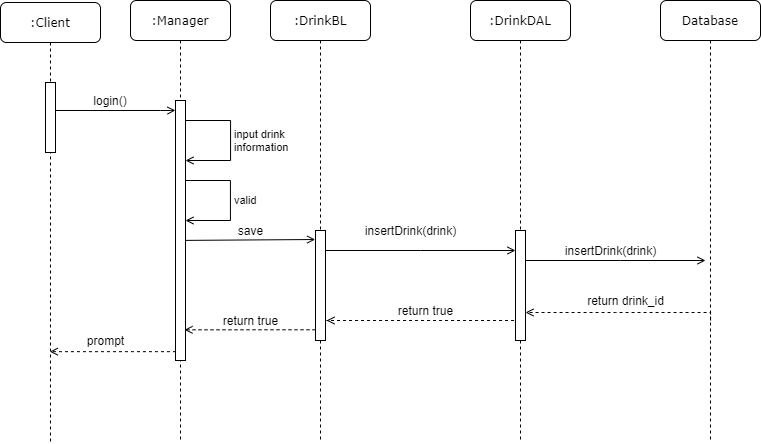 :Client
:Manager
:DrinkBL
:DrinkDAL
Database
login()
input drink
information
valid
save
insertDrink(drink)
insertDrink(drink)
return drink_id
return true
return true
prompt